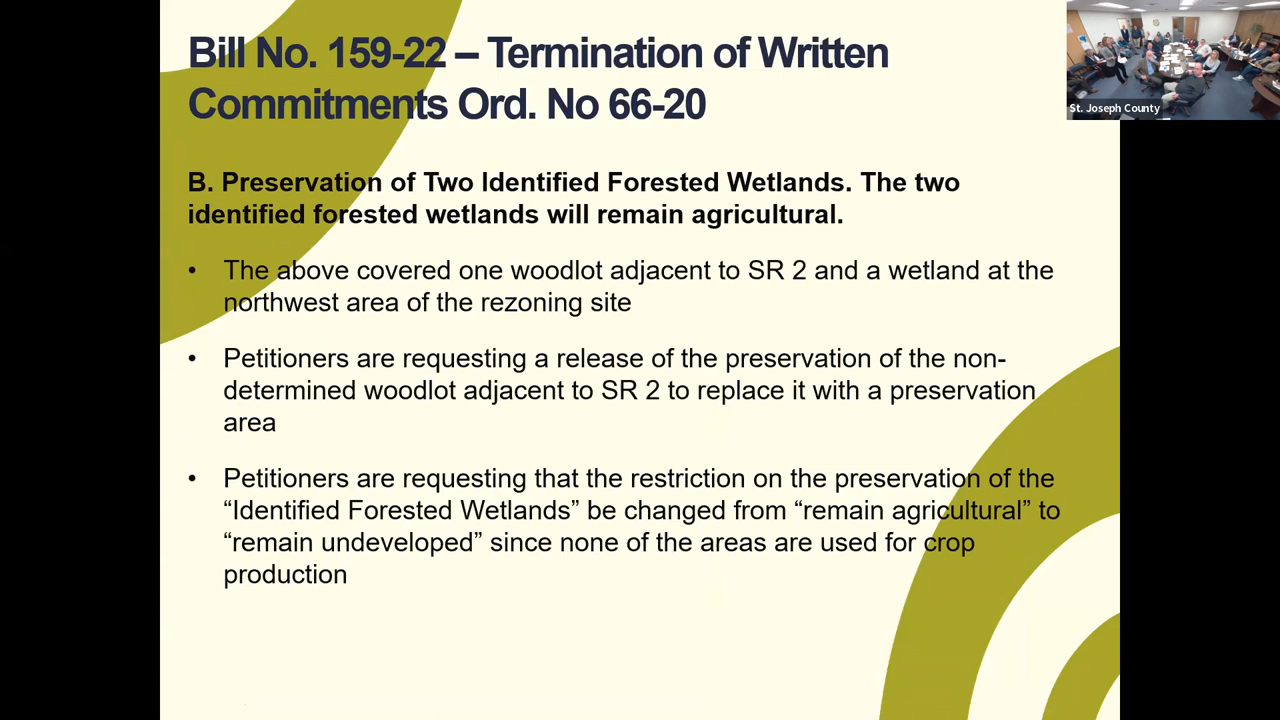 Bill No. 159-22 – Termination of Written
Commitments Ord. No 66-20
St. Joseph County
B. Preservation of Two Identified Forested Wetlands. The two
identified forested wetlands will remain agricultural.
• The above covered one woodlot adjacent to SR 2 and a wetland at the
northwest area of the rezoning site
• Petitioners are requesting a release of the preservation of the non-
determined woodlot adjacent to SR 2 to replace it with a preservation
area
• Petitioners are requesting that the restriction on the preservation of the
“Identified Forested Wetlands” be changed from “remain agricultural” to
“remain undeveloped” since none of the areas are used for crop
production